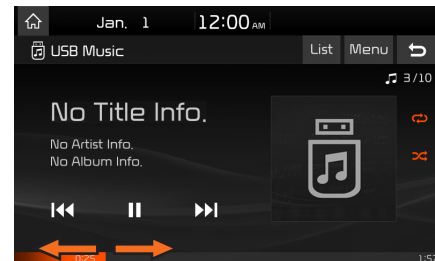 Jan. 1 12:00 AM
USB Music List Menu
3/10
No Title Info.
No Artist Info.
No Album Info.
0:25 1:57